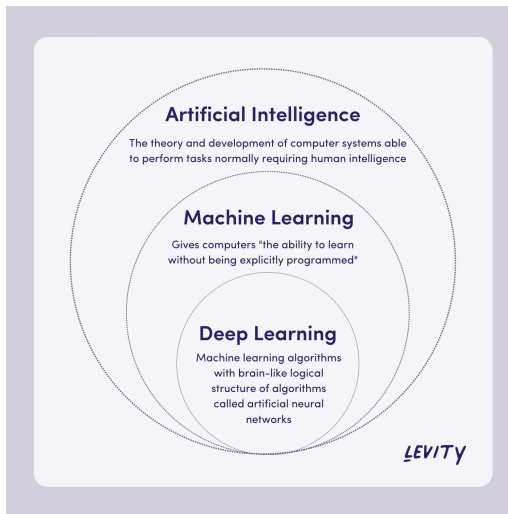 Artificial Intelligence
The theory and development of computer systems able
to perform tasks normally requiring human intelligence
Machine Learning
Gives computers "the ability to learn
without being explicitly programmed"
Deep Learning
Machine learning algorithms
with brain-like logical
structure of algorithms
called artificial neural
networks
LEVITY